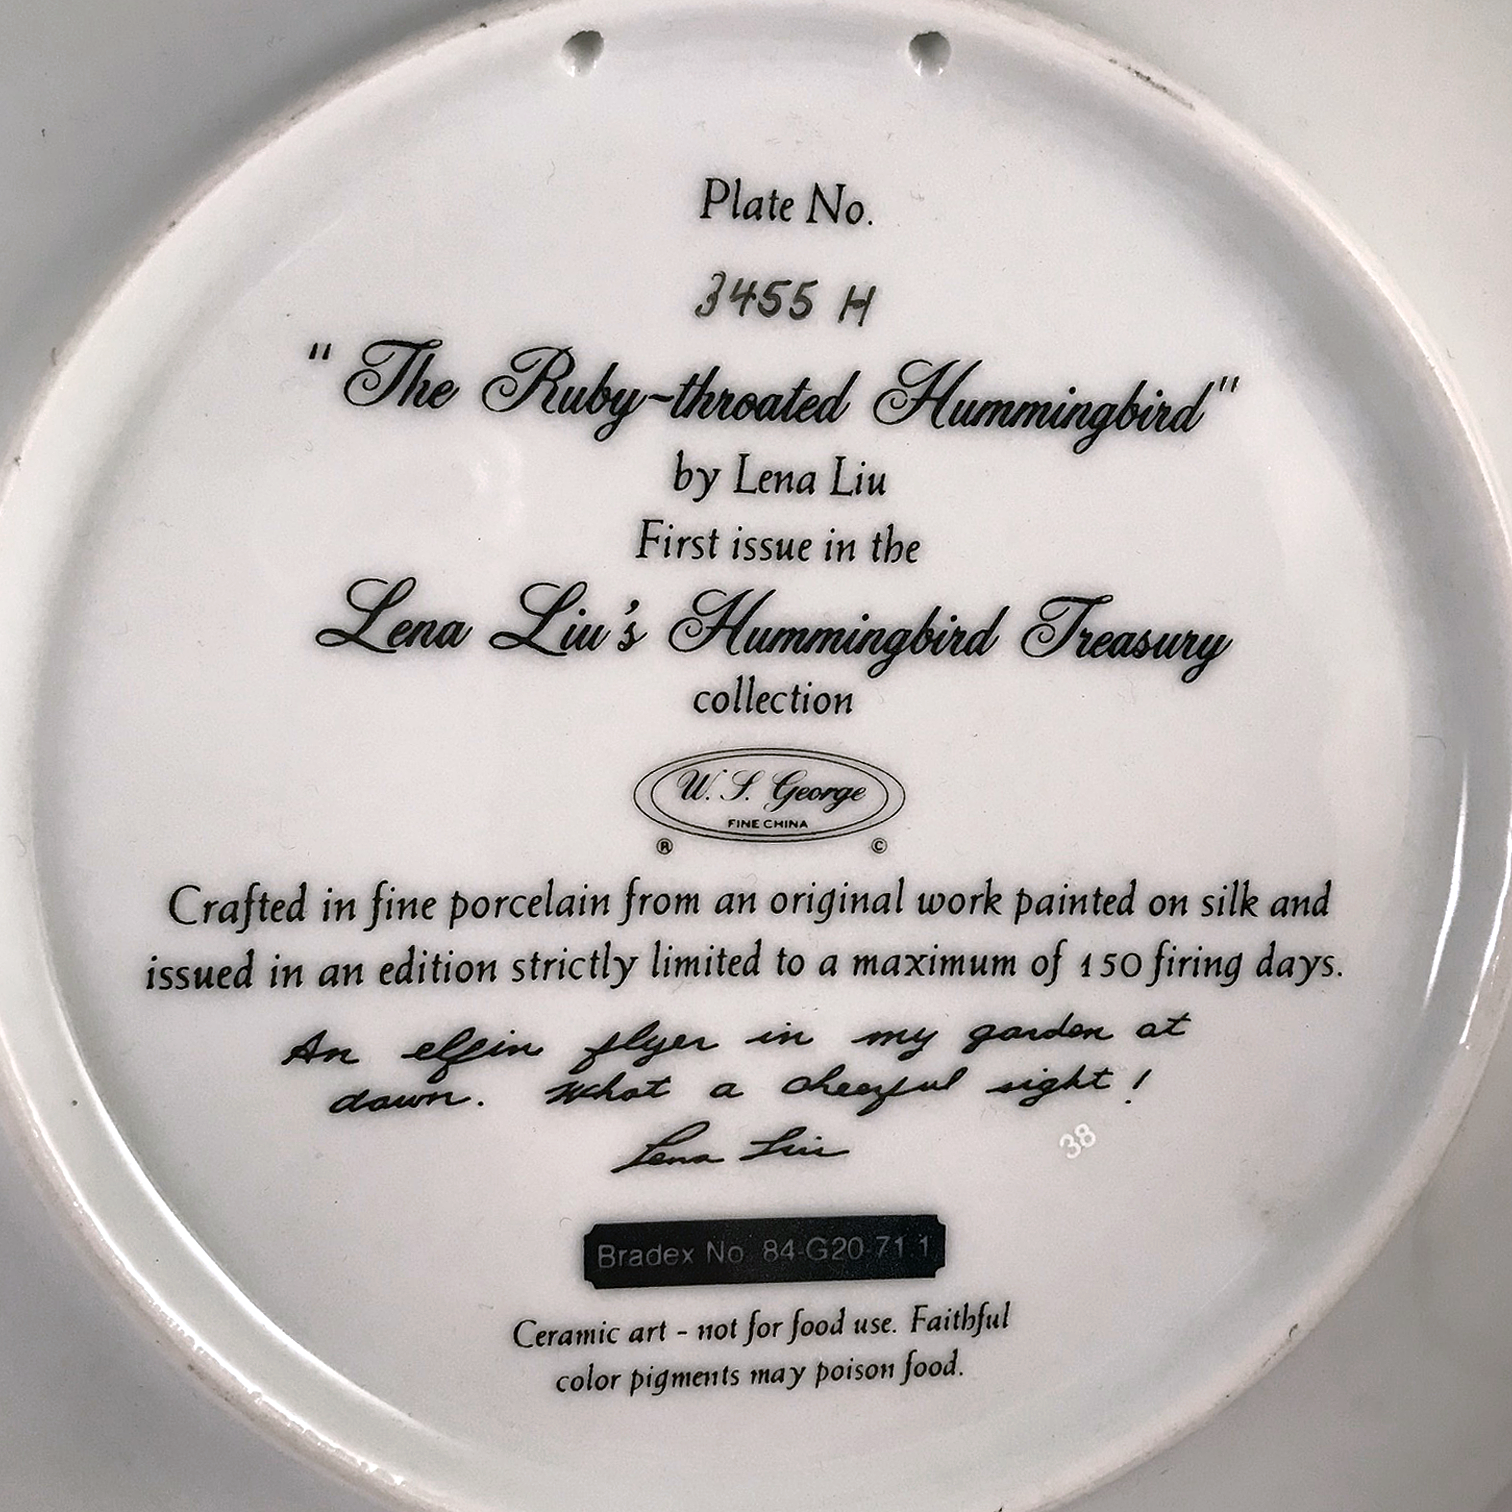 Plate No.
3455 H
"The Ruby-throated Hummingbird"
by Lena Liu
First issue in the
Lena Liu's Hummingbird Treasury
collection
W. S. George
FINE CHINA
® ©
Crafted in fine porcelain from an original work painted on silk and
issued in an edition strictly limited to a maximum of 150 firing days.
An elfin flyer in my garden at
dawn. What a cheerful sight!
Lena Liu
38
Bradex No. 84-G20-71.1
Ceramic art - not for food use. Faithful
color pigments may poison food.